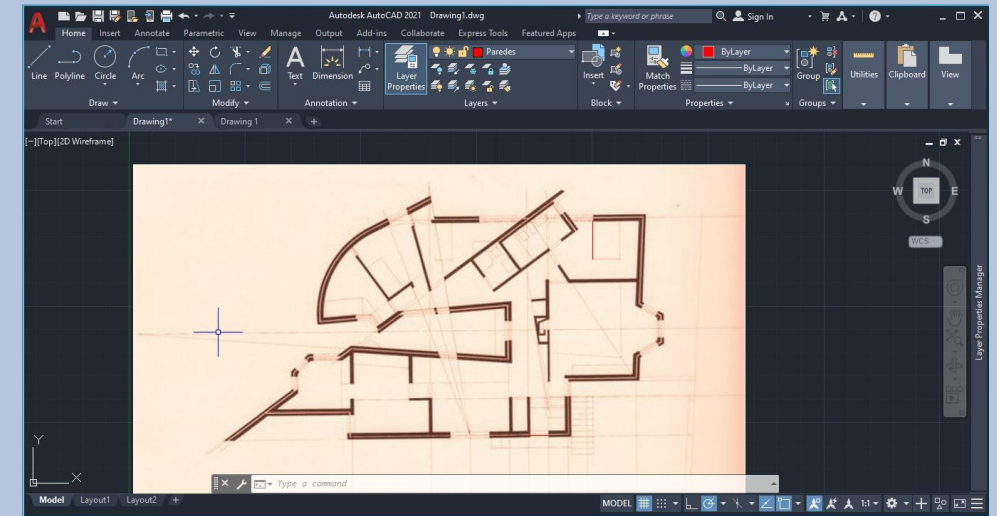 Autodesk AutoCAD 2021 Drawing1.dwg Type a keyword or phrase Sign In
Home Insert Annotate Parametric View Manage Output Add-ins Collaborate Express Tools Featured Apps
Paredes
ByLayer
ByLayer
ByLayer
Line Polyline Circle Arc Text Dimension Layer Properties Insert Match Properties Group Utilities Clipboard View
Draw Modify Annotation Layers Block Properties Groups
Start Drawing1* Drawing 1
[−][Top][2D Wireframe]
N
W TOP E
S
WCS
Layer Properties Manager
Y
X
Type a command
Model Layout1 Layout2 + MODEL 1:1